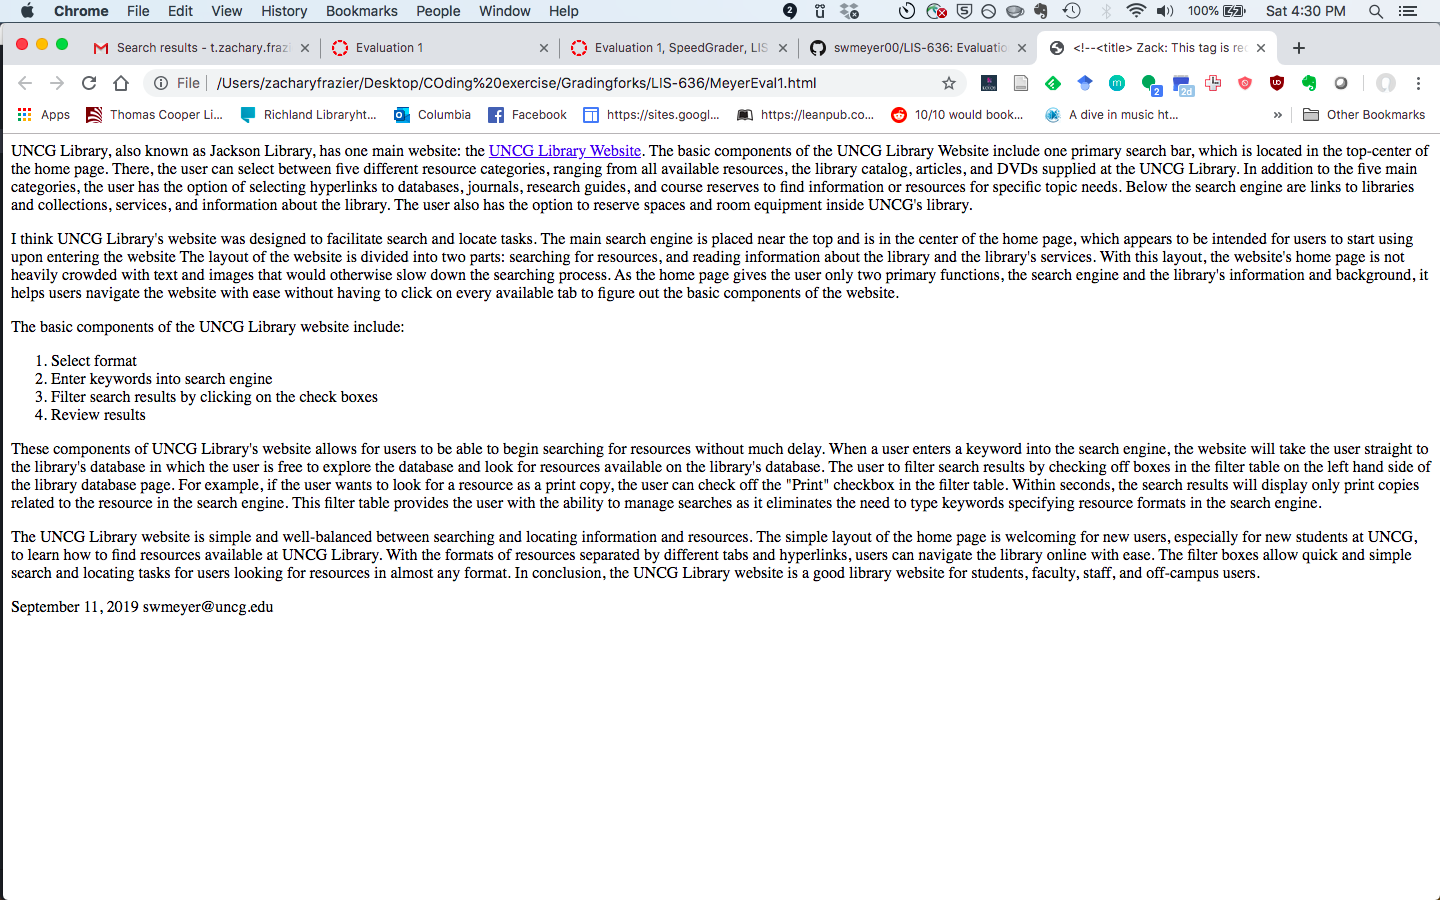 Chrome File Edit View History Bookmarks People Window Help 100% Sat 4:30 PM
Search results - t.zachary.frazi
Evaluation 1
Evaluation 1, SpeedGrader, LIS
swmeyer00/LIS-636: Evaluatio
<!--<title> Zack: This tag is re
File /Users/zacharyfrazier/Desktop/COding%20exercise/Gradingforks/LIS-636/MeyerEval1.html
Apps Thomas Cooper Li... Richland Libraryht... Columbia Facebook https://sites.googl... https://leanpub.co... 10/10 would book... A dive in music ht... » Other Bookmarks
UNCG Library, also known as Jackson Library, has one main website: the UNCG Library Website. The basic components of the UNCG Library Website include one primary search bar, which is located in the top-center of
the home page. There, the user can select between five different resource categories, ranging from all available resources, the library catalog, articles, and DVDs supplied at the UNCG Library. In addition to the five main
categories, the user has the option of selecting hyperlinks to databases, journals, research guides, and course reserves to find information or resources for specific topic needs. Below the search engine are links to libraries
and collections, services, and information about the library. The user also has the option to reserve spaces and room equipment inside UNCG's library.
I think UNCG Library's website was designed to facilitate search and locate tasks. The main search engine is placed near the top and is in the center of the home page, which appears to be intended for users to start using
upon entering the website The layout of the website is divided into two parts: searching for resources, and reading information about the library and the library's services. With this layout, the website's home page is not
heavily crowded with text and images that would otherwise slow down the searching process. As the home page gives the user only two primary functions, the search engine and the library's information and background, it
helps users navigate the website with ease without having to click on every available tab to figure out the basic components of the website.
The basic components of the UNCG Library website include:
1. Select format
2. Enter keywords into search engine
3. Filter search results by clicking on the check boxes
4. Review results
These components of UNCG Library's website allows for users to be able to begin searching for resources without much delay. When a user enters a keyword into the search engine, the website will take the user straight to
the library's database in which the user is free to explore the database and look for resources available on the library's database. The user to filter search results by checking off boxes in the filter table on the left hand side of
the library database page. For example, if the user wants to look for a resource as a print copy, the user can check off the "Print" checkbox in the filter table. Within seconds, the search results will display only print copies
related to the resource in the search engine. This filter table provides the user with the ability to manage searches as it eliminates the need to type keywords specifying resource formats in the search engine.
The UNCG Library website is simple and well-balanced between searching and locating information and resources. The simple layout of the home page is welcoming for new users, especially for new students at UNCG,
to learn how to find resources available at UNCG Library. With the formats of resources separated by different tabs and hyperlinks, users can navigate the library online with ease. The filter boxes allow quick and simple
search and locating tasks for users looking for resources in almost any format. In conclusion, the UNCG Library website is a good library website for students, faculty, staff, and off-campus users.
September 11, 2019 swmeyer@uncg.edu